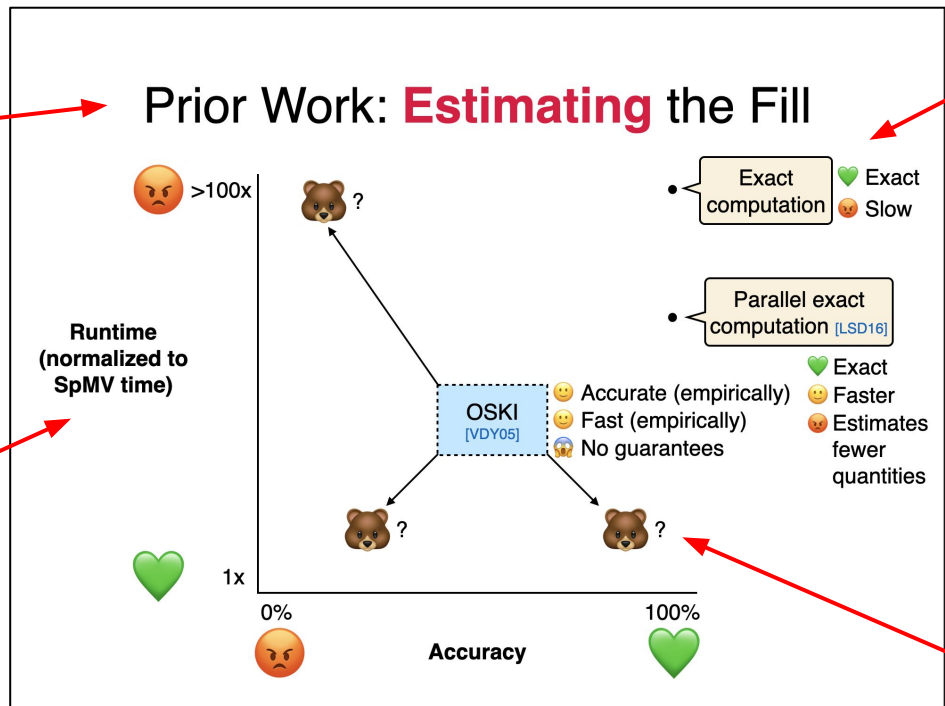 Prior Work: Estimating the Fill
>100x
?
Exact
computation
Exact
Slow
Parallel exact
computation [LSD16]
Exact
Faster
Estimates
fewer
quantities
Runtime
(normalized to
SpMV time)
OSKI
[VDY05]
Accurate (empirically)
Fast (empirically)
No guarantees
?
?
1x
0%
100%
Accuracy